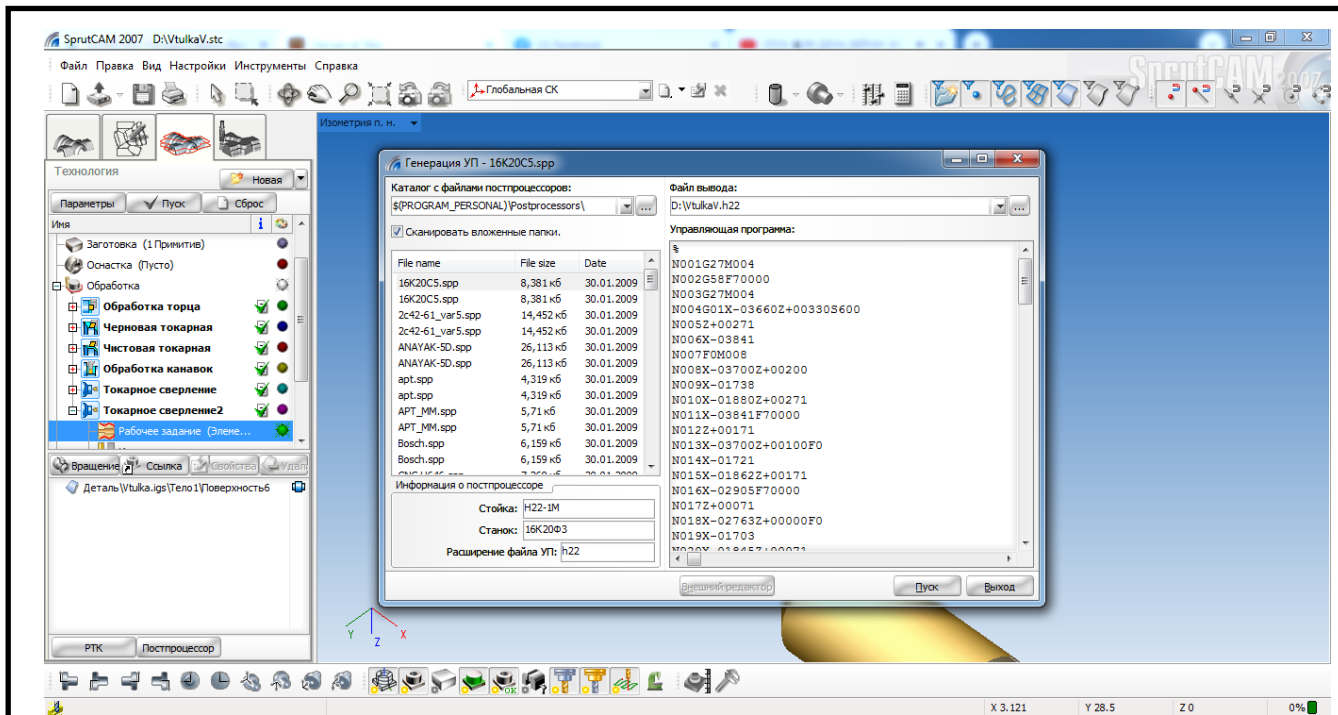 SprutCAM 2007 D:\VtulkaV.stc
Файл Правка Вид Настройки Инструменты Справка
SprutCAM 2007
Глобальная СК
Изометрия п. н.
Технология
Новая
Параметры Пуск Сброс
Имя
Заготовка (1 Примитив)
Оснастка (Пусто)
Обработка
Обработка торца
Черновая токарная
Чистовая токарная
Обработка канавок
Токарное сверление
Токарное сверление2
Рабочее задание (Элеме...
Вращение Ссылка Свойства Удал
Деталь\Vtulka.igs\Тело1\Поверхность6
РТК Постпроцессор
Генерация УП - 16K20C5.spp
Каталог с файлами постпроцессоров:
$(PROGRAM_PERSONAL)\Postprocessors\ ...
Сканировать вложенные папки.
File name File size Date
16K20C5.spp 8,381 кб 30.01.2009
16K20C5.spp 8,381 кб 30.01.2009
2c42-61_var5.spp 14,452 кб 30.01.2009
2c42-61_var5.spp 14,452 кб 30.01.2009
ANAYAK-5D.spp 26,113 кб 30.01.2009
ANAYAK-5D.spp 26,113 кб 30.01.2009
apt.spp 4,319 кб 30.01.2009
apt.spp 4,319 кб 30.01.2009
APT_MM.spp 5,71 кб 30.01.2009
APT_MM.spp 5,71 кб 30.01.2009
Bosch.spp 6,159 кб 30.01.2009
Bosch.spp 6,159 кб 30.01.2009
Информация о постпроцессоре
Стойка: Н22-1М
Станок: 16К20Ф3
Расширение файла УП: h22
Файл вывода:
D:\VtulkaV.h22 ...
Управляющая программа:
%
N001G27M004
N002G58F70000
N003G27M004
N004G01X-03660Z+00330S600
N005Z+00271
N006X-03841
N007F0M008
N008X-03700Z+00200
N009X-01738
N010X-01880Z+00271
N011X-03841F70000
N012Z+00171
N013X-03700Z+00100F0
N014X-01721
N015X-01862Z+00171
N016X-02905F70000
N017Z+00071
N018X-02763Z+00000F0
N019X-01703
N020X-01845Z+00071
Внешний редактор Пуск Выход
Y X
Z
X 3.121 Y 28.5 Z 0 0%